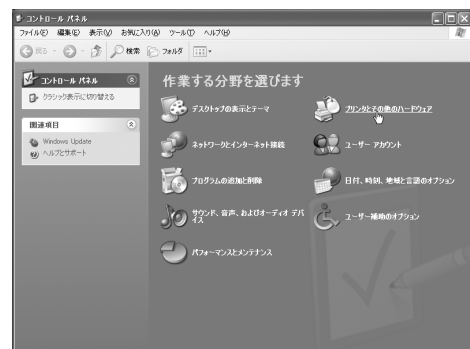 コントロール パネル
ファイル(F) 編集(E) 表示(V) お気に入り(A) ツール(T) ヘルプ(H)
戻る 検索 フォルダ
コントロール パネル
クラシック表示に切り替える
関連項目
Windows Update
ヘルプとサポート
作業する分野を選びます
デスクトップの表示とテーマ
プリンタとその他のハードウェア
ネットワークとインターネット接続
ユーザー アカウント
プログラムの追加と削除
日付、時刻、地域と言語のオプション
サウンド、音声、およびオーディオ デバ
イス
ユーザー補助のオプション
パフォーマンスとメンテナンス